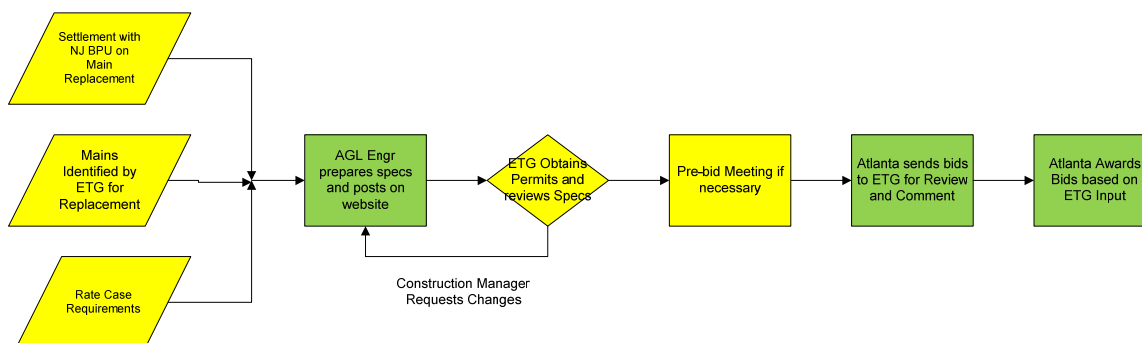 Settlement with
NJ BPU on
Main
Replacement
Mains
Identified by
ETG for
Replacement
Rate Case
Requirements
AGL Engr
prepares specs
and posts on
website
ETG Obtains
Permits and
reviews Specs
Construction Manager
Requests Changes
Pre-bid Meeting if
necessary
Atlanta sends bids
to ETG for Review
and Comment
Atlanta Awards
Bids based on
ETG Input